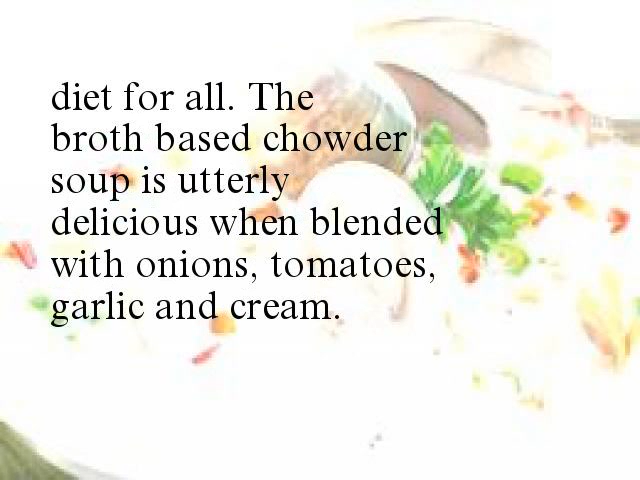 diet for all. The
broth based chowder
soup is utterly
delicious when blended
with onions, tomatoes,
garlic and cream.